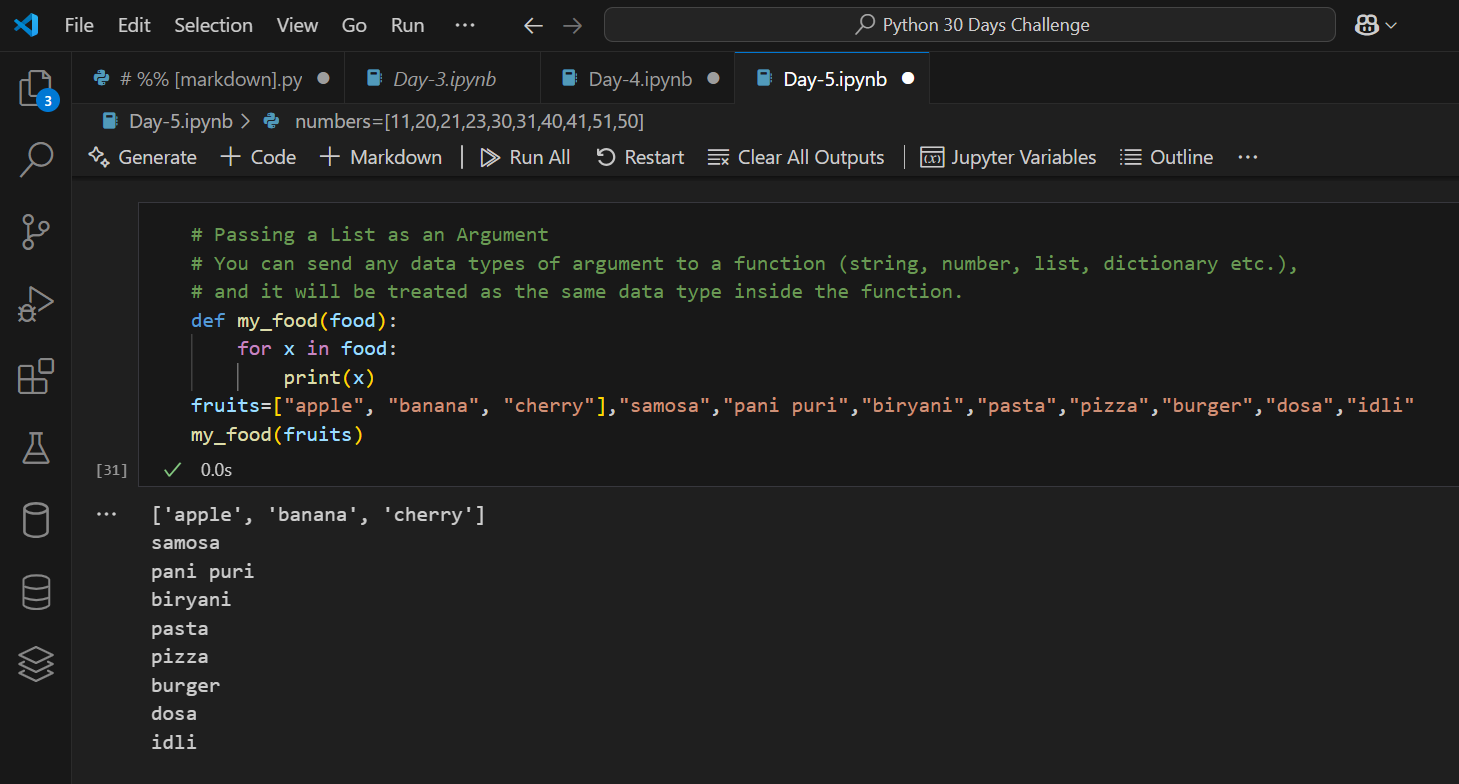 File Edit Selection View Go Run ··· ← → Python 30 Days Challenge
3
# %% [markdown].py Day-3.ipynb Day-4.ipynb Day-5.ipynb
Day-5.ipynb > numbers=[11,20,21,23,30,31,40,41,51,50]
Generate + Code + Markdown | Run All Restart Clear All Outputs | Jupyter Variables Outline ···
# Passing a List as an Argument
# You can send any data types of argument to a function (string, number, list, dictionary etc.),
# and it will be treated as the same data type inside the function.
def my_food(food):
    for x in food:
        print(x)
fruits=["apple", "banana", "cherry"],"samosa","pani puri","biryani","pasta","pizza","burger","dosa","idli"
my_food(fruits)
[31] ✓ 0.0s
··· ['apple', 'banana', 'cherry']
samosa
pani puri
biryani
pasta
pizza
burger
dosa
idli